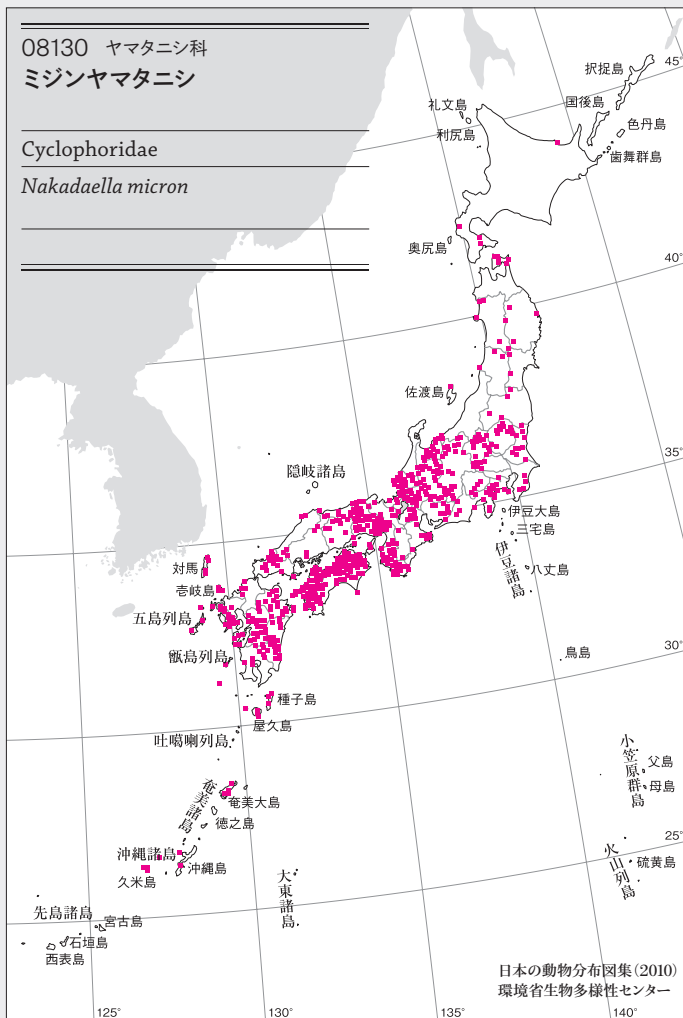 08130 ヤマタニシ科
ミジンヤマタニシ
Cyclophoridae
Nakadaella micron
択捉島
45°
国後島
礼文島
色丹島
利尻島
歯舞群島
奥尻島
40°
佐渡島
35°
隠岐諸島
伊豆大島
三宅島
伊豆諸島
八丈島
対馬
壱岐島
五島列島
甑島列島
鳥島
30°
種子島
屋久島
吐噶喇列島
小笠原群島
父島
母島
奄美諸島
奄美大島
徳之島
25°
沖縄諸島
沖縄島
久米島
大東諸島
火山列島
硫黄島
先島諸島
宮古島
石垣島
西表島
日本の動物分布図集(2010)
環境省生物多様性センター
125°
130°
135°
140°